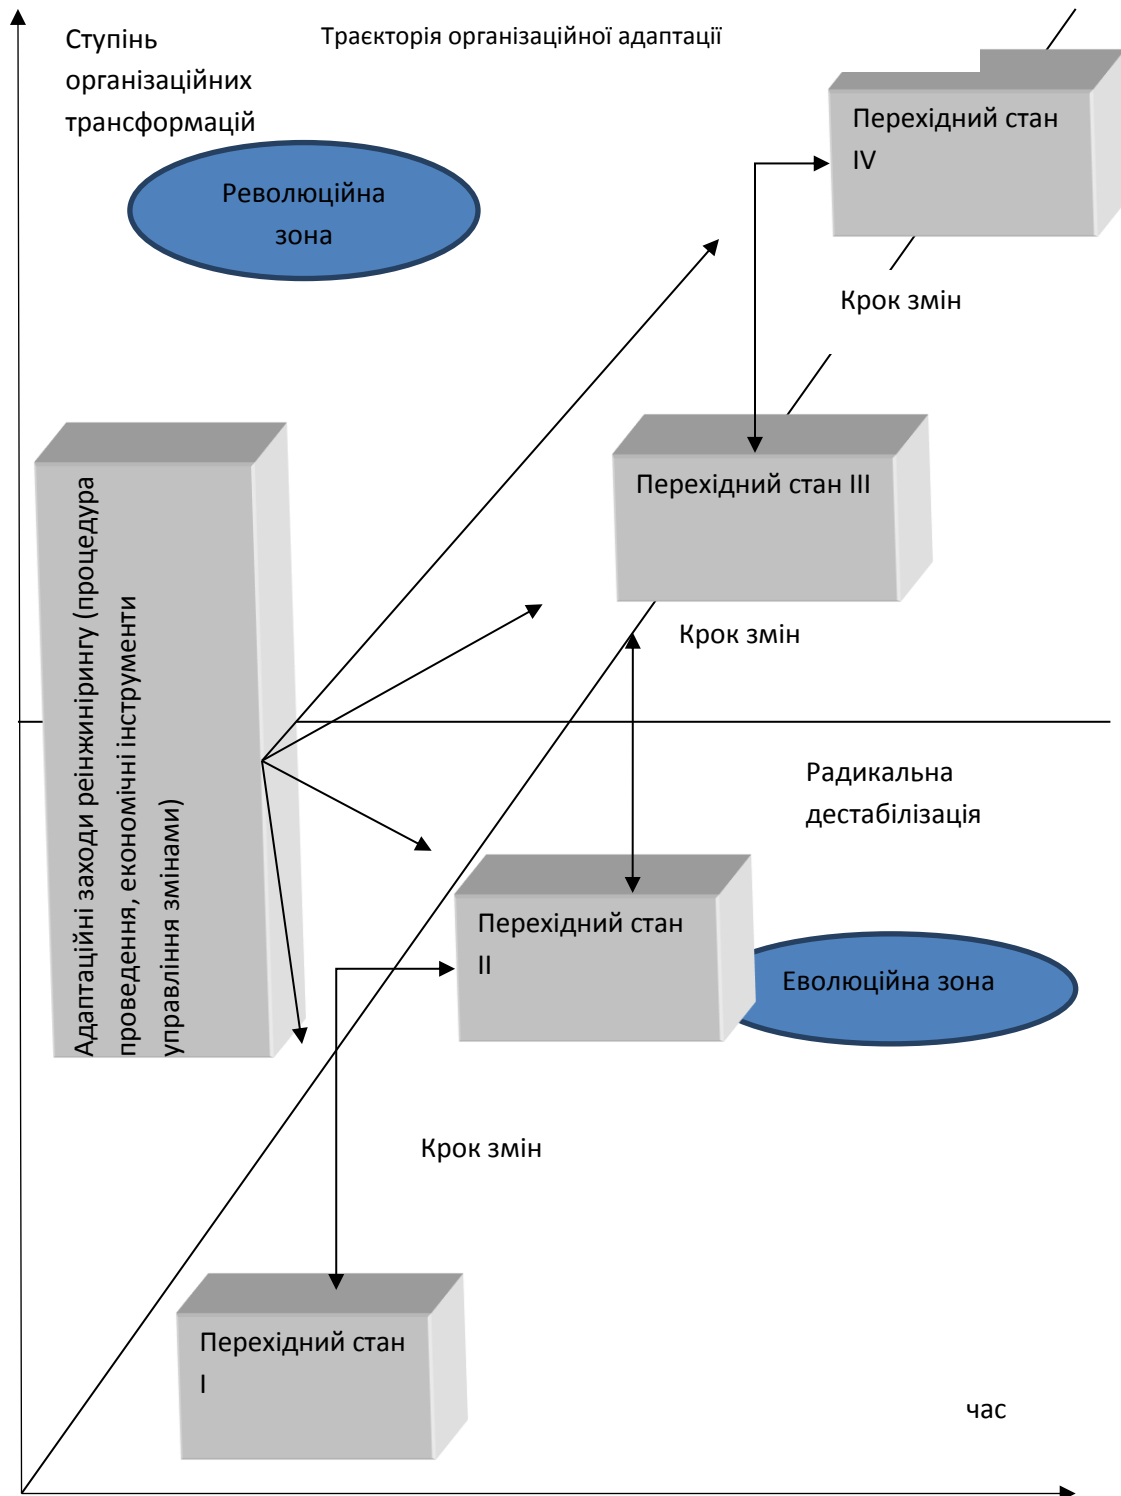 Ступінь
організаційних
трансформацій
Траєкторія організаційної адаптації
Революційна
зона
Перехідний стан
IV
Крок змін
Перехідний стан III
Крок змін
Адаптаційні заходи реінжинірингу (процедура
проведення, економічні інструменти
управління змінами)
Радикальна
дестабілізація
Перехідний стан
II
Еволюційна зона
Крок змін
Перехідний стан
I
час